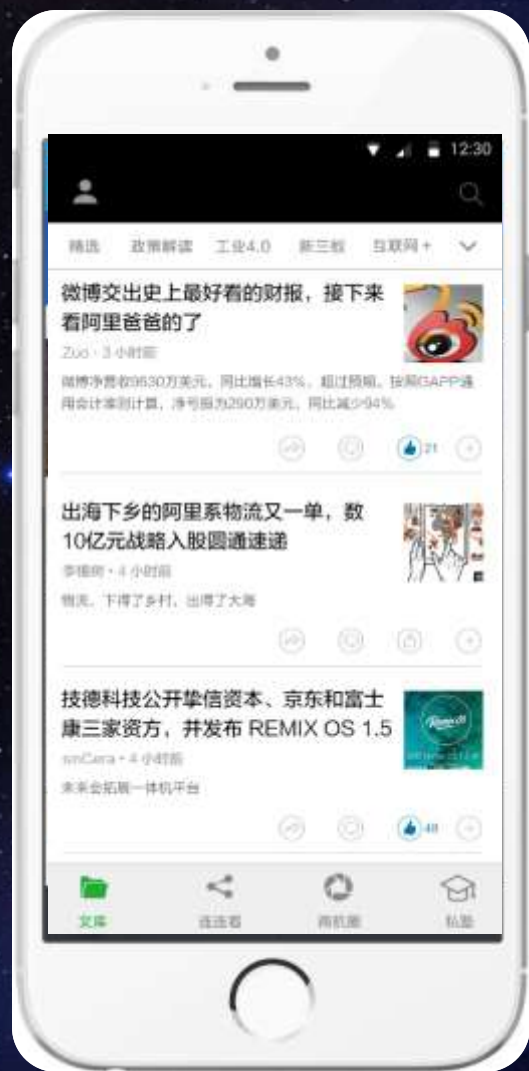 12:30
精选 政策解读 工业4.0 新三板 互联网+
微博交出史上最好看的财报，接下来
看阿里爸爸的了
Zuo · 3 小时前
微博净营收9630万美元，同比增长43%，超过预期，按照GAPP通
用会计准则计算，净亏损为290万美元，同比减少94%
21
出海下乡的阿里系物流又一单，数
10亿元战略入股圆通速递
4 小时前
物流，下得了乡村，出得了大海
技德科技公开挚信资本、京东和富士
康三家资方，并发布 REMIX OS 1.5
4 小时前
未来会拓展一体机平台
48
文库 连连看 商机圈 私塾